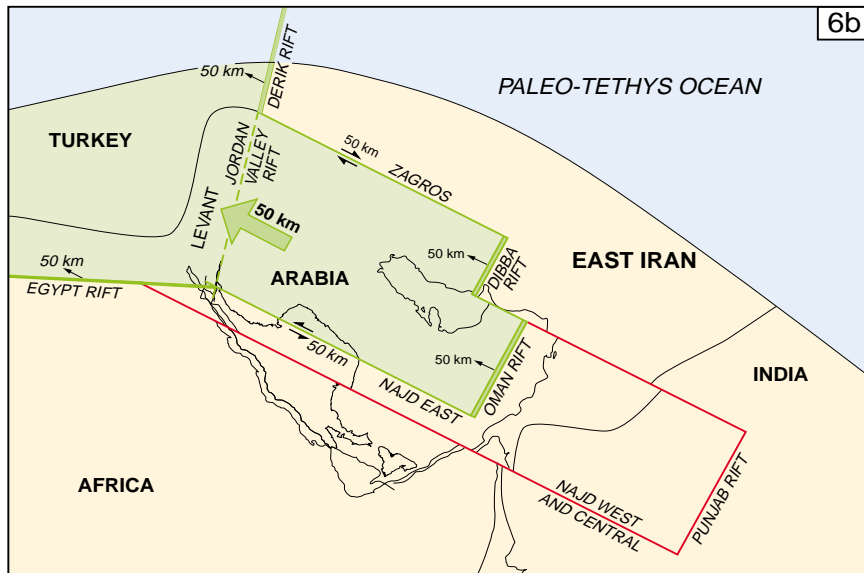 6b
50 km
DERIK RIFT
PALEO-TETHYS OCEAN
TURKEY
JORDAN
VALLEY
RIFT
50 km
ZAGROS
LEVANT
50 km
50 km
EGYPT RIFT
ARABIA
50 km
DIBBA
RIFT
EAST IRAN
50 km
50 km
OMAN RIFT
NAJD EAST
INDIA
AFRICA
NAJD WEST
AND CENTRAL
PUNJAB RIFT